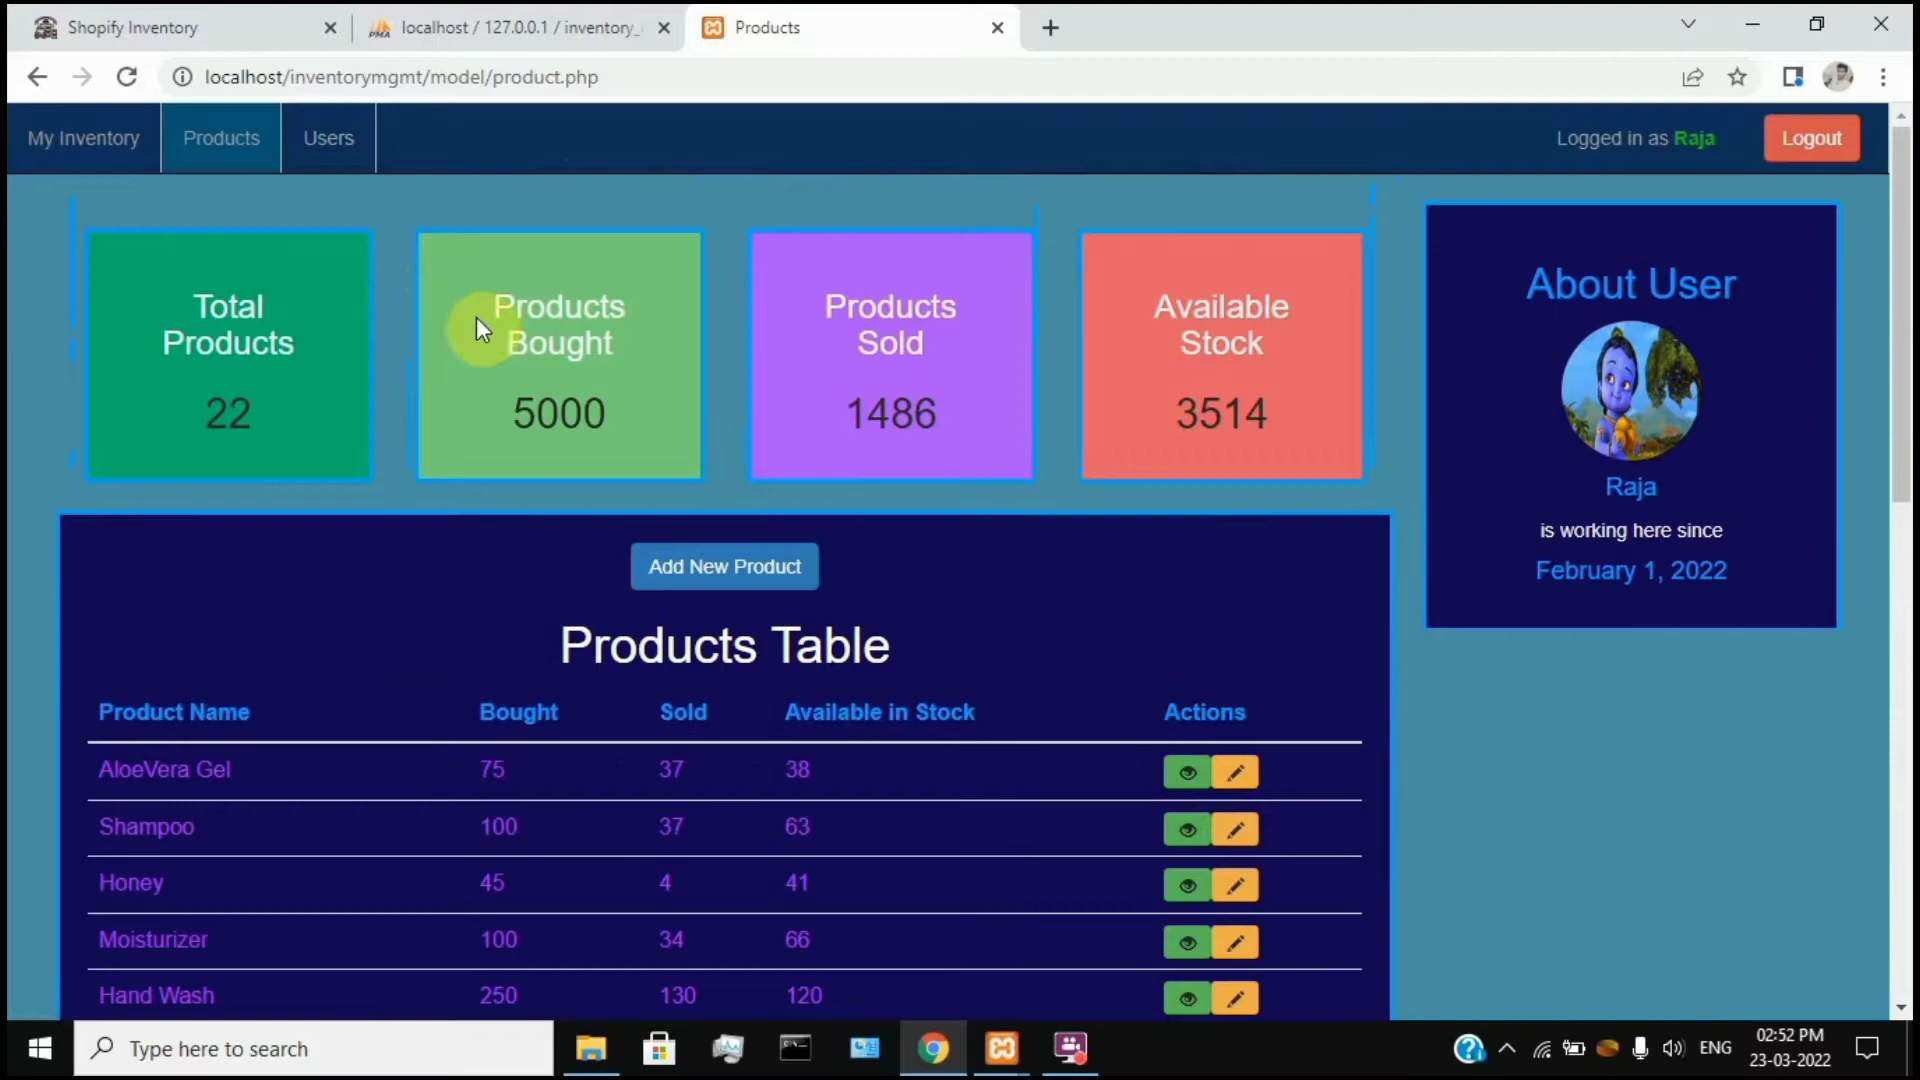 Shopify Inventory
localhost / 127.0.0.1 / inventory_
Products
localhost/inventorymgmt/model/product.php
My Inventory
Products
Users
Logged in as Raja
Logout
Total
Products
22
Products
Bought
5000
Products
Sold
1486
Available
Stock
3514
About User
Raja
is working here since
February 1, 2022
Add New Product
Products Table
Product Name Bought Sold Available in Stock Actions
AloeVera Gel 75 37 38
Shampoo 100 37 63
Honey 45 4 41
Moisturizer 100 34 66
Hand Wash 250 130 120
Type here to search
ENG
02:52 PM
23-03-2022